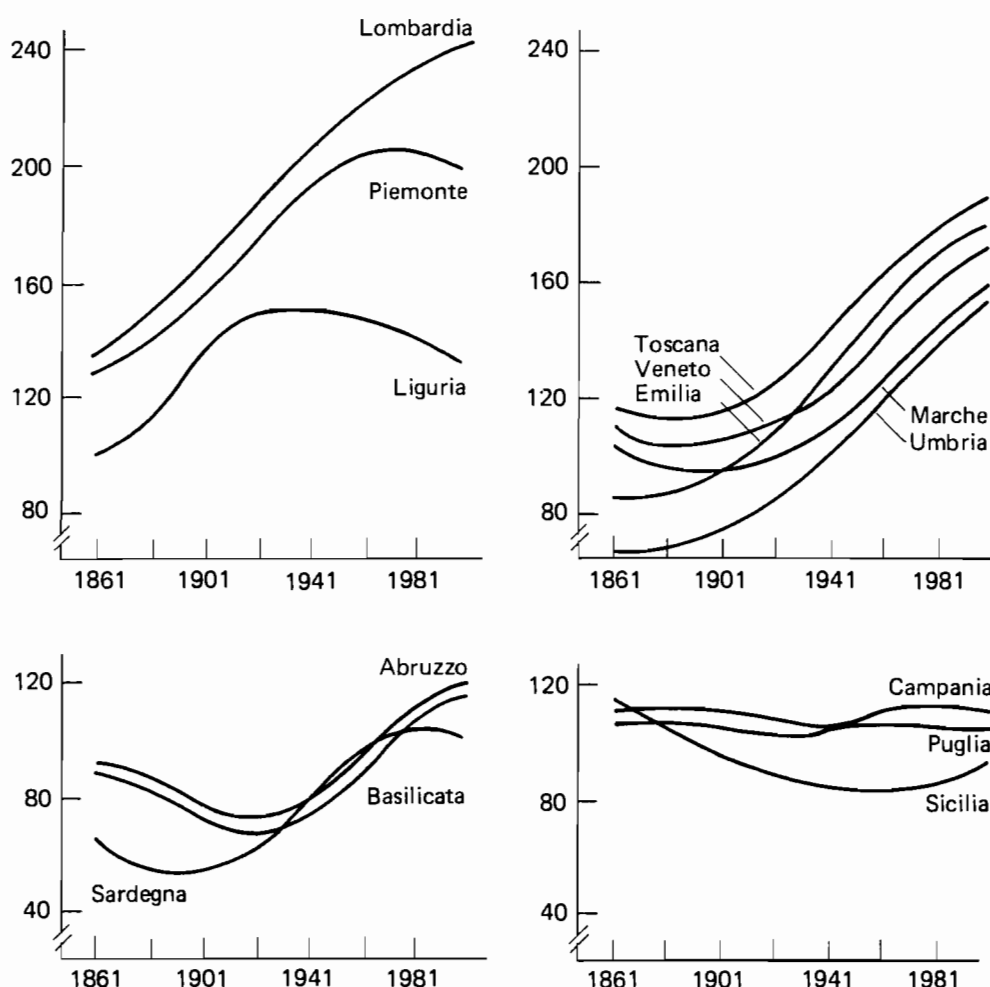 Lombardia
240
200
Piemonte
160
120
Liguria
80
1861 1901 1941 1981
240
200
160
Toscana
Veneto
Emilia
120
Marche
Umbria
80
1861 1901 1941 1981
Abruzzo
120
80
Basilicata
Sardegna
40
1861 1901 1941 1981
120
Campania
Puglia
80
Sicilia
40
1861 1901 1941 1981